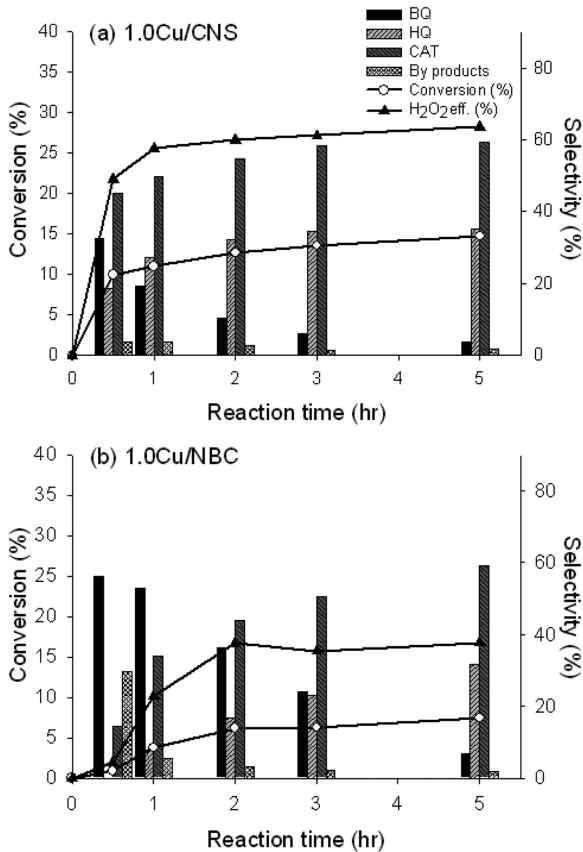 (a) 1.0Cu/CNS
BQ
HQ
CAT
By products
Conversion (%)
H₂O₂eff. (%)
40
35
30
25
20
15
10
5
0
Conversion (%)
80
60
40
20
0
Selectivity (%)
0 1 2 3 4 5
Reaction time (hr)
(b) 1.0Cu/NBC
40
35
30
25
20
15
10
5
0
Conversion (%)
80
60
40
20
0
Selectivity (%)
0 1 2 3 4 5
Reaction time (hr)